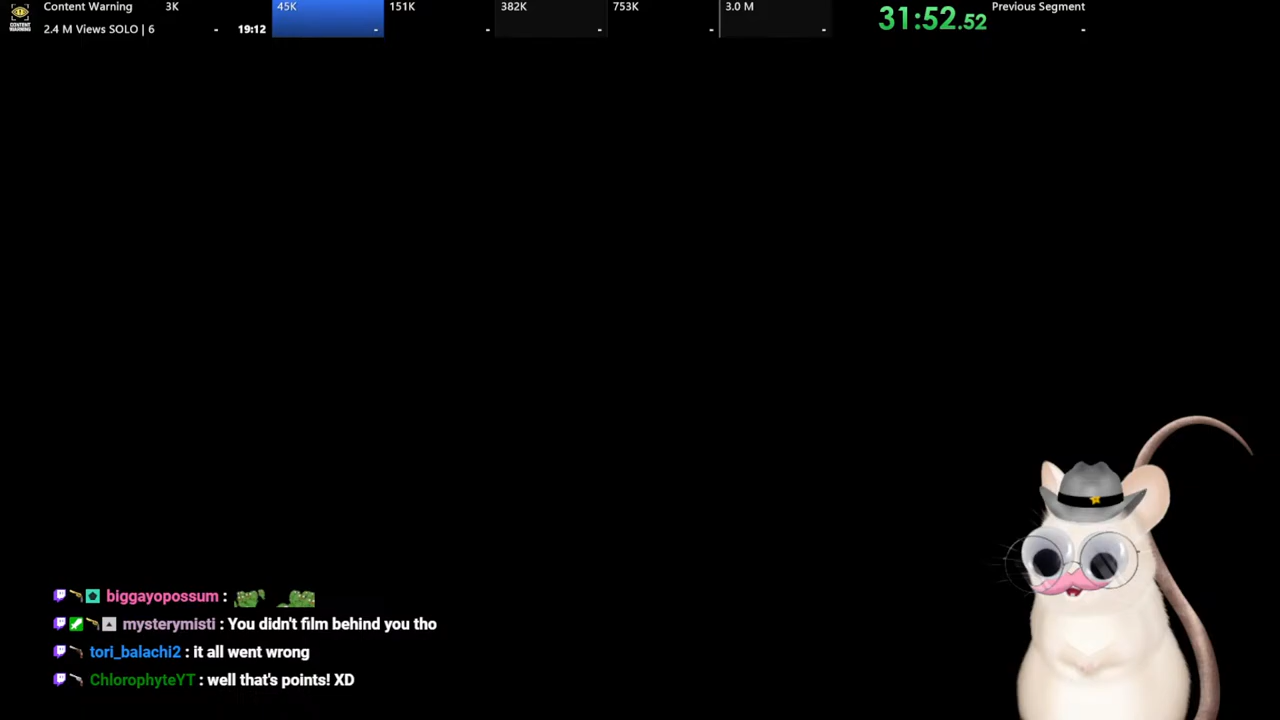 Content Warning 3K 45K 151K 382K 753K 3.0 M 31:52.52 Previous Segment
2.4 M Views SOLO | 6 - 19:12 - - - - - -
CONTENT WARNING
biggayopossum :
mysterymisti : You didn't film behind you tho
tori_balachi2 : it all went wrong
ChlorophyteYT : well that's points! XD